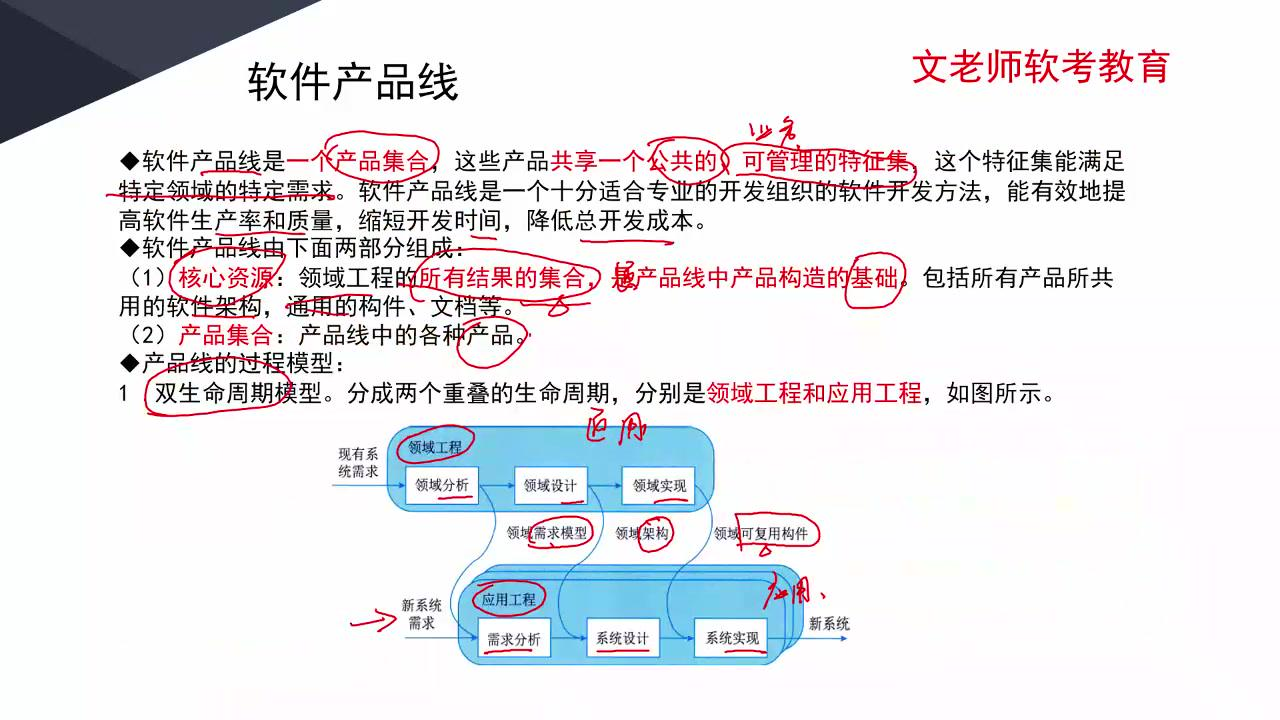 软件产品线
文老师软考教育
业务
◆软件产品线是一个产品集合，这些产品共享一个公共的、可管理的特征集，这个特征集能满足
特定领域的特定需求。软件产品线是一个十分适合专业的开发组织的软件开发方法，能有效地提
高软件生产率和质量，缩短开发时间，降低总开发成本。
◆软件产品线由下面两部分组成：
（1）核心资源：领域工程的所有结果的集合，是产品线中产品构造的基础。包括所有产品所共
用的软件架构，通用的构件、文档等。
（2）产品集合：产品线中的各种产品。
◆产品线的过程模型：
1 双生命周期模型。分成两个重叠的生命周期，分别是领域工程和应用工程，如图所示。
领域工程
现有系
统需求
领域分析
领域设计
领域实现
领域需求模型
领域架构
领域可复用构件
应用工程
应用、
新系统
需求
需求分析
系统设计
系统实现
新系统